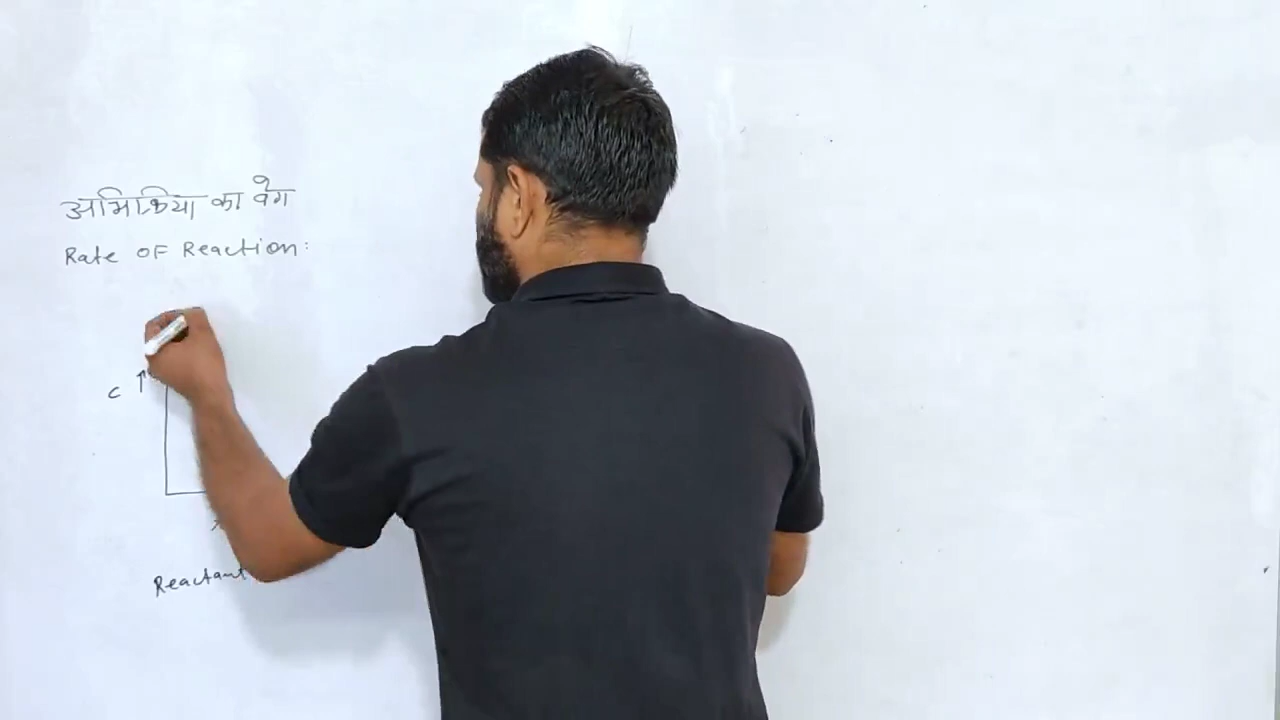 अभिक्रिया का वेग
Rate of Reaction:
C ↑
Reactant